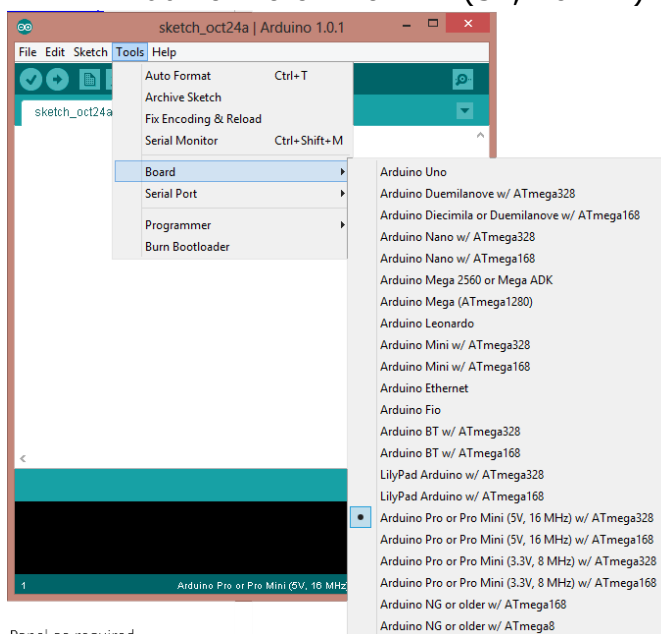 sketch_oct24a | Arduino 1.0.1
File Edit Sketch Tools Help
sketch_oct24a
Auto Format Ctrl+T
Archive Sketch
Fix Encoding & Reload
Serial Monitor Ctrl+Shift+M
Board
Serial Port
Programmer
Burn Bootloader
Arduino Uno
Arduino Duemilanove w/ ATmega328
Arduino Diecimila or Duemilanove w/ ATmega168
Arduino Nano w/ ATmega328
Arduino Nano w/ ATmega168
Arduino Mega 2560 or Mega ADK
Arduino Mega (ATmega1280)
Arduino Leonardo
Arduino Mini w/ ATmega328
Arduino Mini w/ ATmega168
Arduino Ethernet
Arduino Fio
Arduino BT w/ ATmega328
Arduino BT w/ ATmega168
LilyPad Arduino w/ ATmega328
LilyPad Arduino w/ ATmega168
Arduino Pro or Pro Mini (5V, 16 MHz) w/ ATmega328
Arduino Pro or Pro Mini (5V, 16 MHz) w/ ATmega168
Arduino Pro or Pro Mini (3.3V, 8 MHz) w/ ATmega328
Arduino Pro or Pro Mini (3.3V, 8 MHz) w/ ATmega168
Arduino NG or older w/ ATmega168
Arduino NG or older w/ ATmega8
1 Arduino Pro or Pro Mini (5V, 16 MHz)